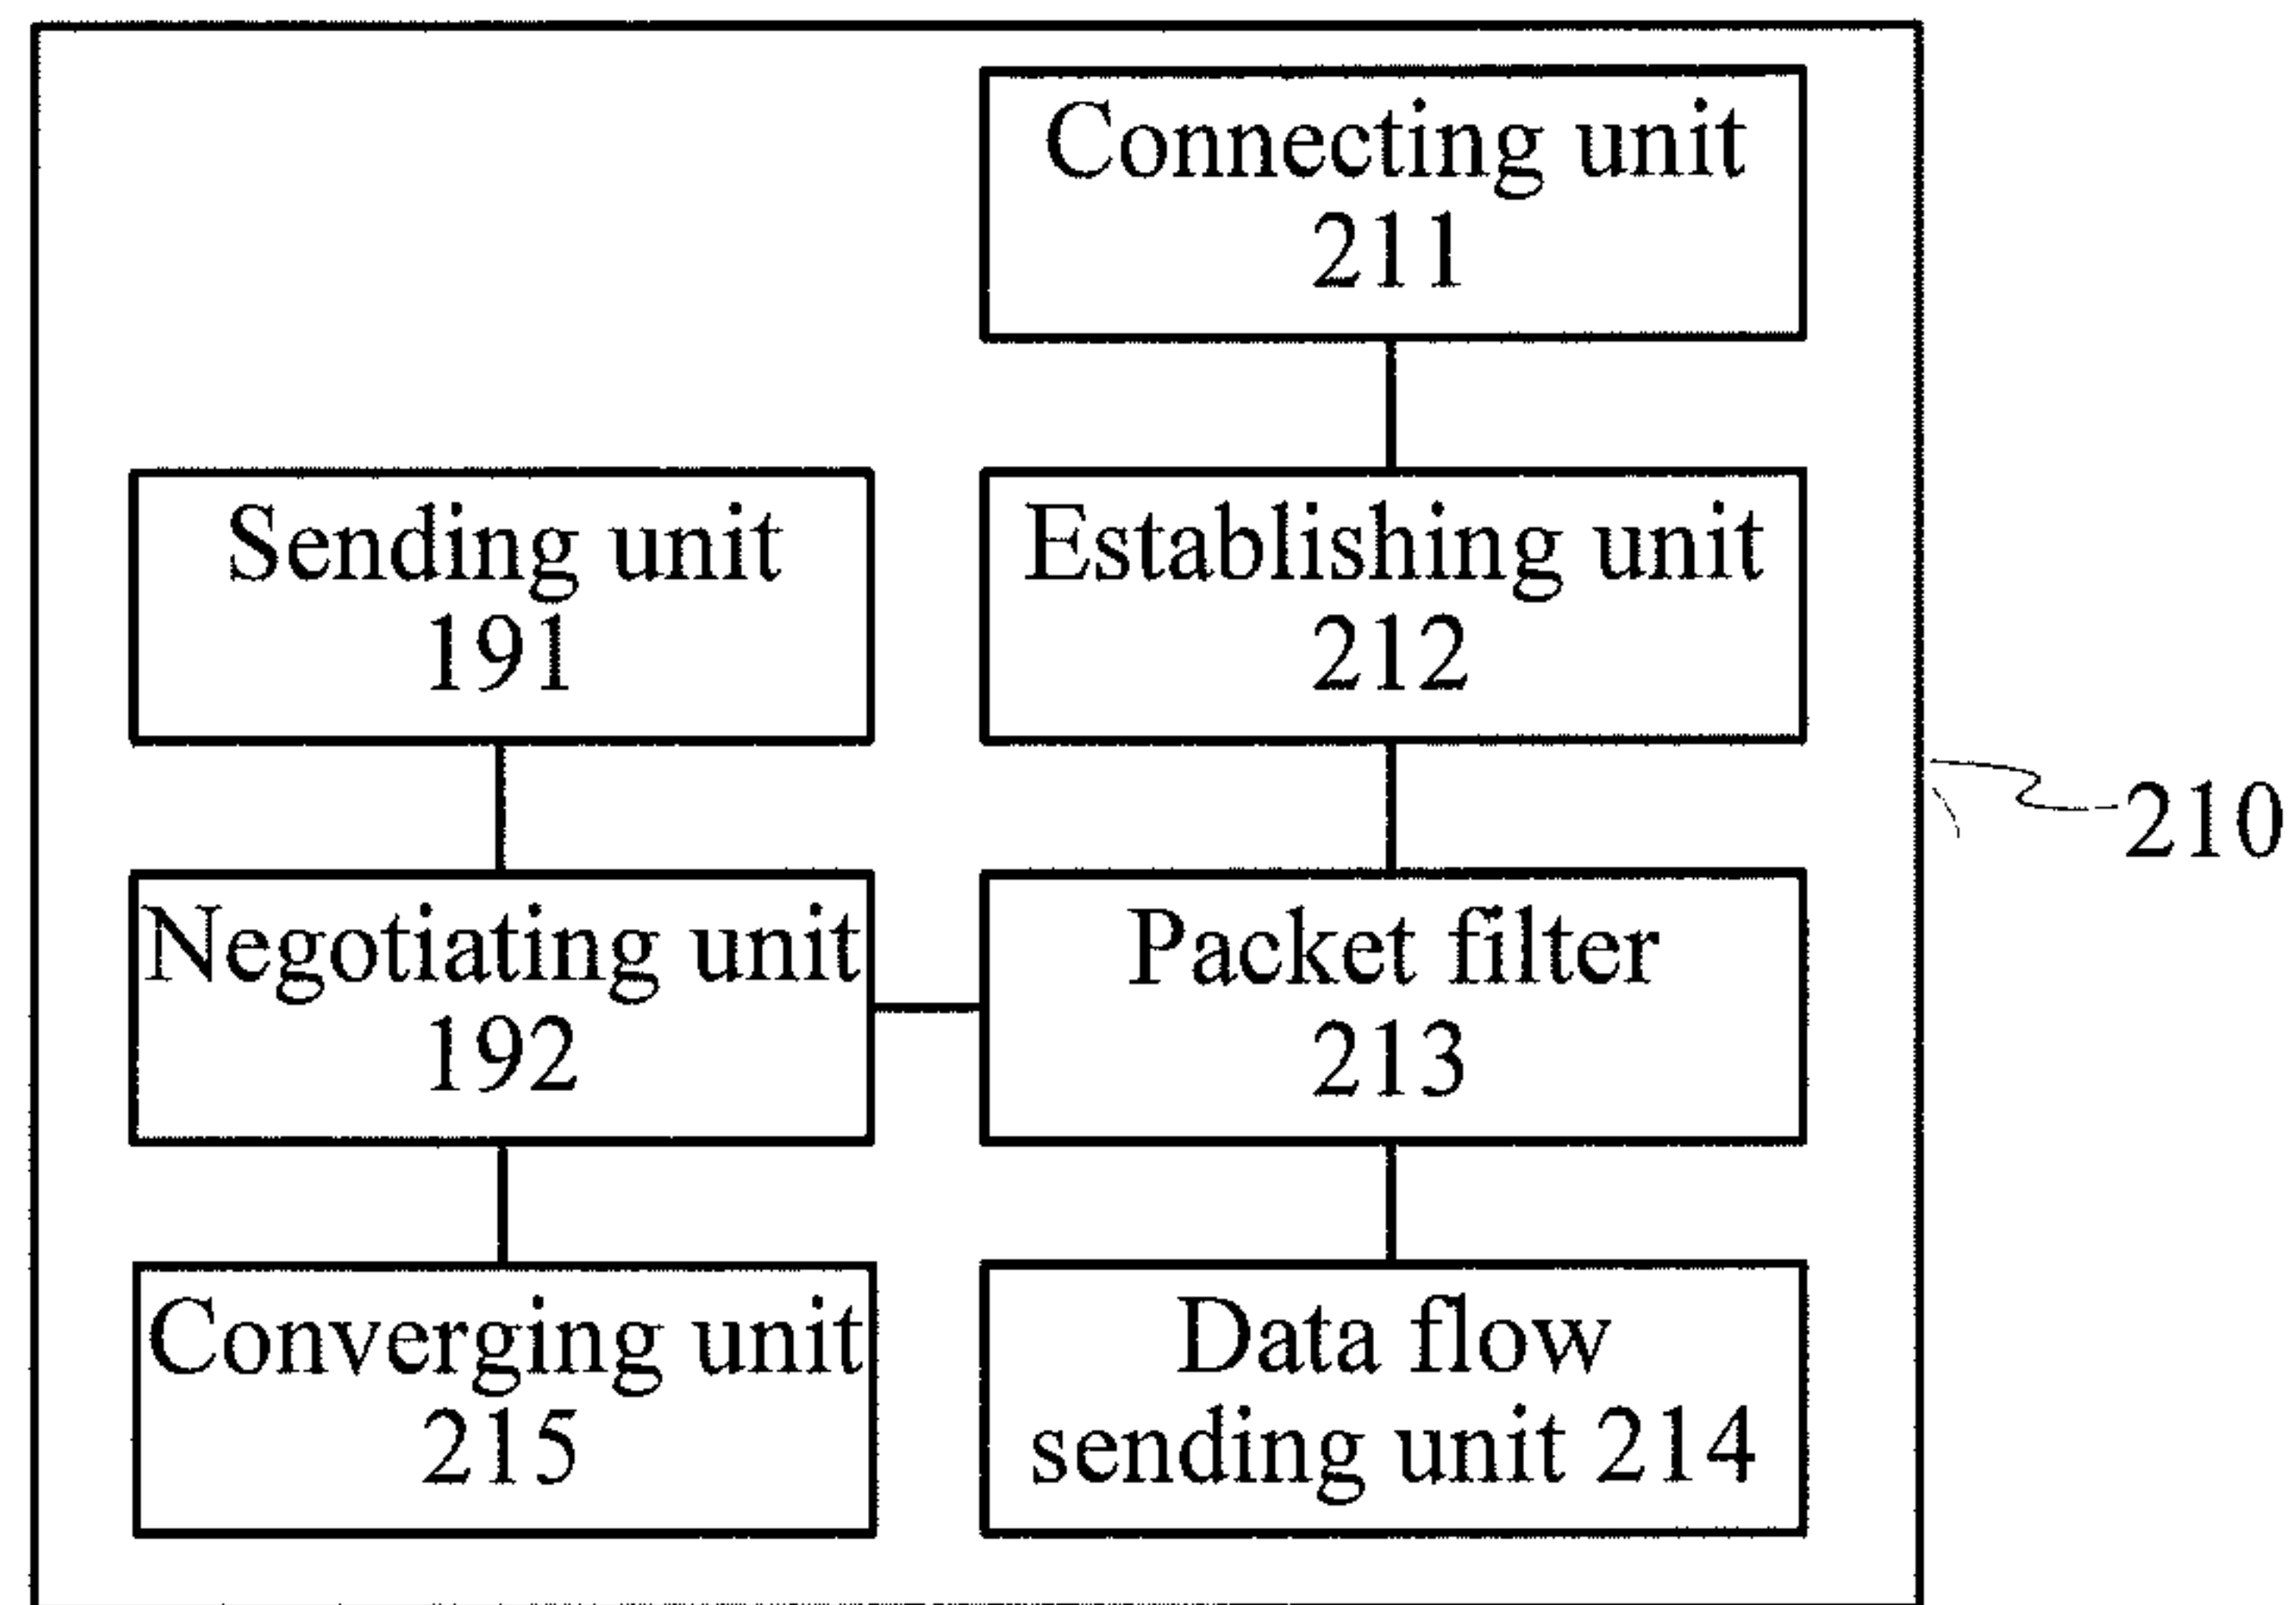 Connecting unit
211
Sending unit
191
Establishing unit
212
Negotiating unit
192
Packet filter
213
Converging unit
215
Data flow
sending unit 214
210